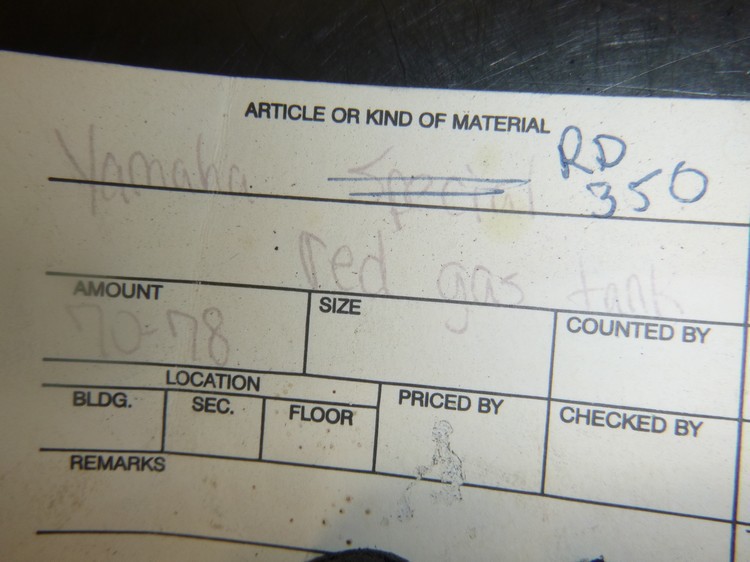 ARTICLE OR KIND OF MATERIAL
Yamaha Special RD 350
red gas tank
AMOUNT SIZE COUNTED BY
70-78
LOCATION PRICED BY CHECKED BY
BLDG. SEC. FLOOR
REMARKS